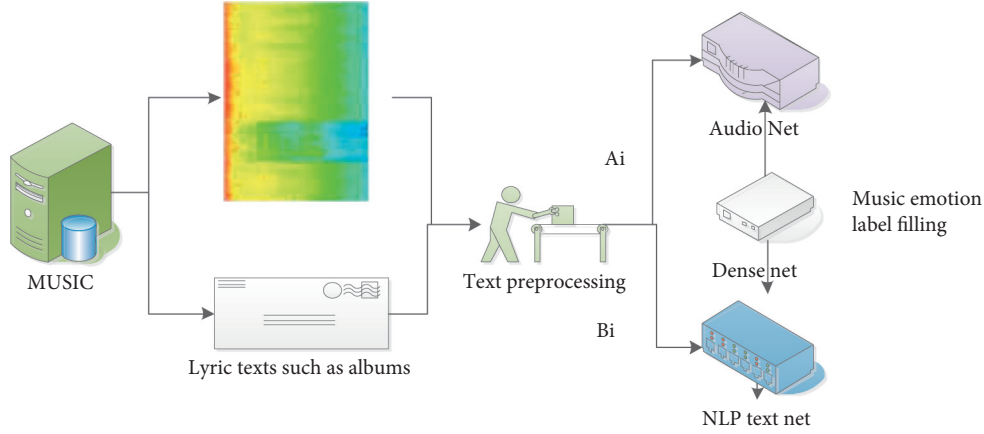 MUSIC
Lyric texts such as albums
Text preprocessing
Ai
Bi
Audio Net
Music emotion
label filling
Dense net
NLP text net